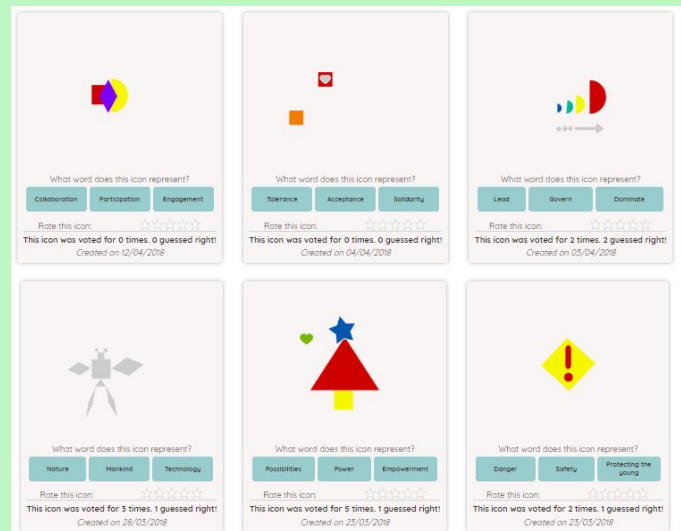 What word does this icon represent?
Collaboration Participation Engagement
Rate this icon:
This icon was voted for 0 times. 0 guessed right!
Created on 12/04/2018
What word does this icon represent?
Tolerance Acceptance Solidarity
Rate this icon:
This icon was voted for 0 times. 0 guessed right!
Created on 04/04/2018
What word does this icon represent?
Lead Govern Dominate
Rate this icon:
This icon was voted for 2 times. 2 guessed right!
Created on 03/04/2018
What word does this icon represent?
Nature Mankind Technology
Rate this icon:
This icon was voted for 3 times. 1 guessed right!
Created on 28/03/2018
What word does this icon represent?
Possibilities Power Empowerment
Rate this icon:
This icon was voted for 5 times. 1 guessed right!
Created on 23/03/2018
What word does this icon represent?
Danger Safety Protecting the
young
Rate this icon:
This icon was voted for 2 times. 1 guessed right!
Created on 23/03/2018